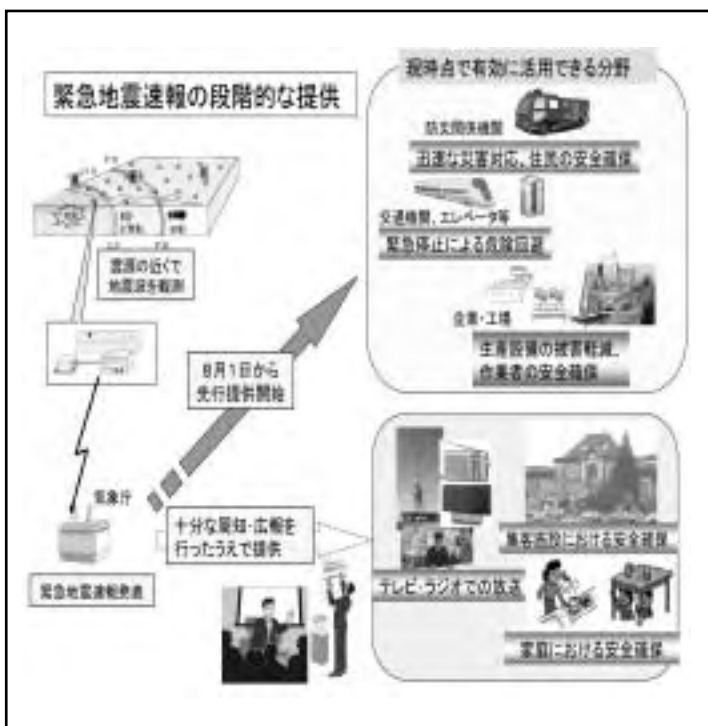 緊急地震速報の段階的な提供
震源の近くで
地震波を観測
気象庁
緊急地震速報発表
8月1日から
先行提供開始
十分な周知・広報を
行ったうえで提供
現時点で有効に活用できる分野
防災関係機関
迅速な災害対応、住民の安全確保
交通機関、エレベータ等
緊急停止による危険回避
企業・工場
生産設備の被害軽減、
作業者の安全確保
テレビ・ラジオでの放送
集客施設における安全確保
家庭における安全確保